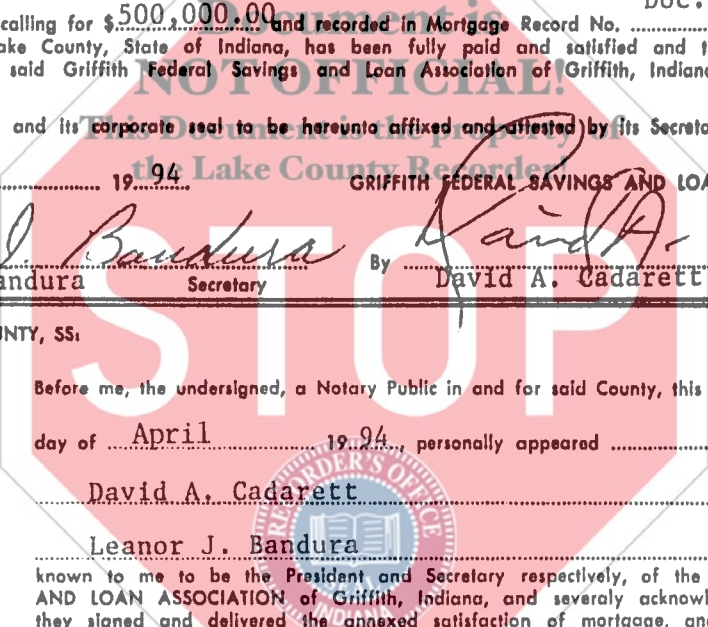 DOC.
calling for $ 500,000.00 and recorded in Mortgage Record No.
ake County, State of Indiana, has been fully paid and satisfied and t
said Griffith Federal Savings and Loan Association of Griffith, Indiana
Document is
NOT OFFICIAL!
and its corporate seal to be hereunto affixed and attested) by its Secreta
This Document is the property of
the Lake County Recorder!
19 94 GRIFFITH FEDERAL SAVINGS AND LOA
J. Bandura By David A.
andura Secretary David A. Cadarett
STOP
NTY, SS:
Before me, the undersigned, a Notary Public in and for said County, this
day of April 19 94, personally appeared
David A. Cadarett
Leanor J. Bandura
RECORDER'S OFFICE
INDIANA
known to me to be the President and Secretary respectively, of the
AND LOAN ASSOCIATION of Griffith, Indiana, and severaly acknowl
they signed and delivered the annexed satisfaction of mortgage, and